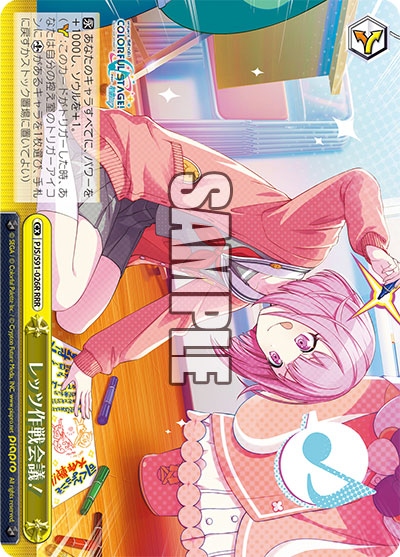 COLORFUL STAGE!
永 あなたのキャラすべてに、パワーを
+1000し、ソウルを+1。
(：このカードがトリガーした時、あ
なたは自分の控え室のトリガーアイコ
ンにがあるキャラを1枚選び、手札
に戻すかストック置場に置いてよい)
SAMPLE
CX PJS/S91-026R RRR
レッツ作戦会議！
© SEGA / © Colorful Palette Inc. / © Crypton Future Media, INC. www.piapro.net piapro All rights reserved.